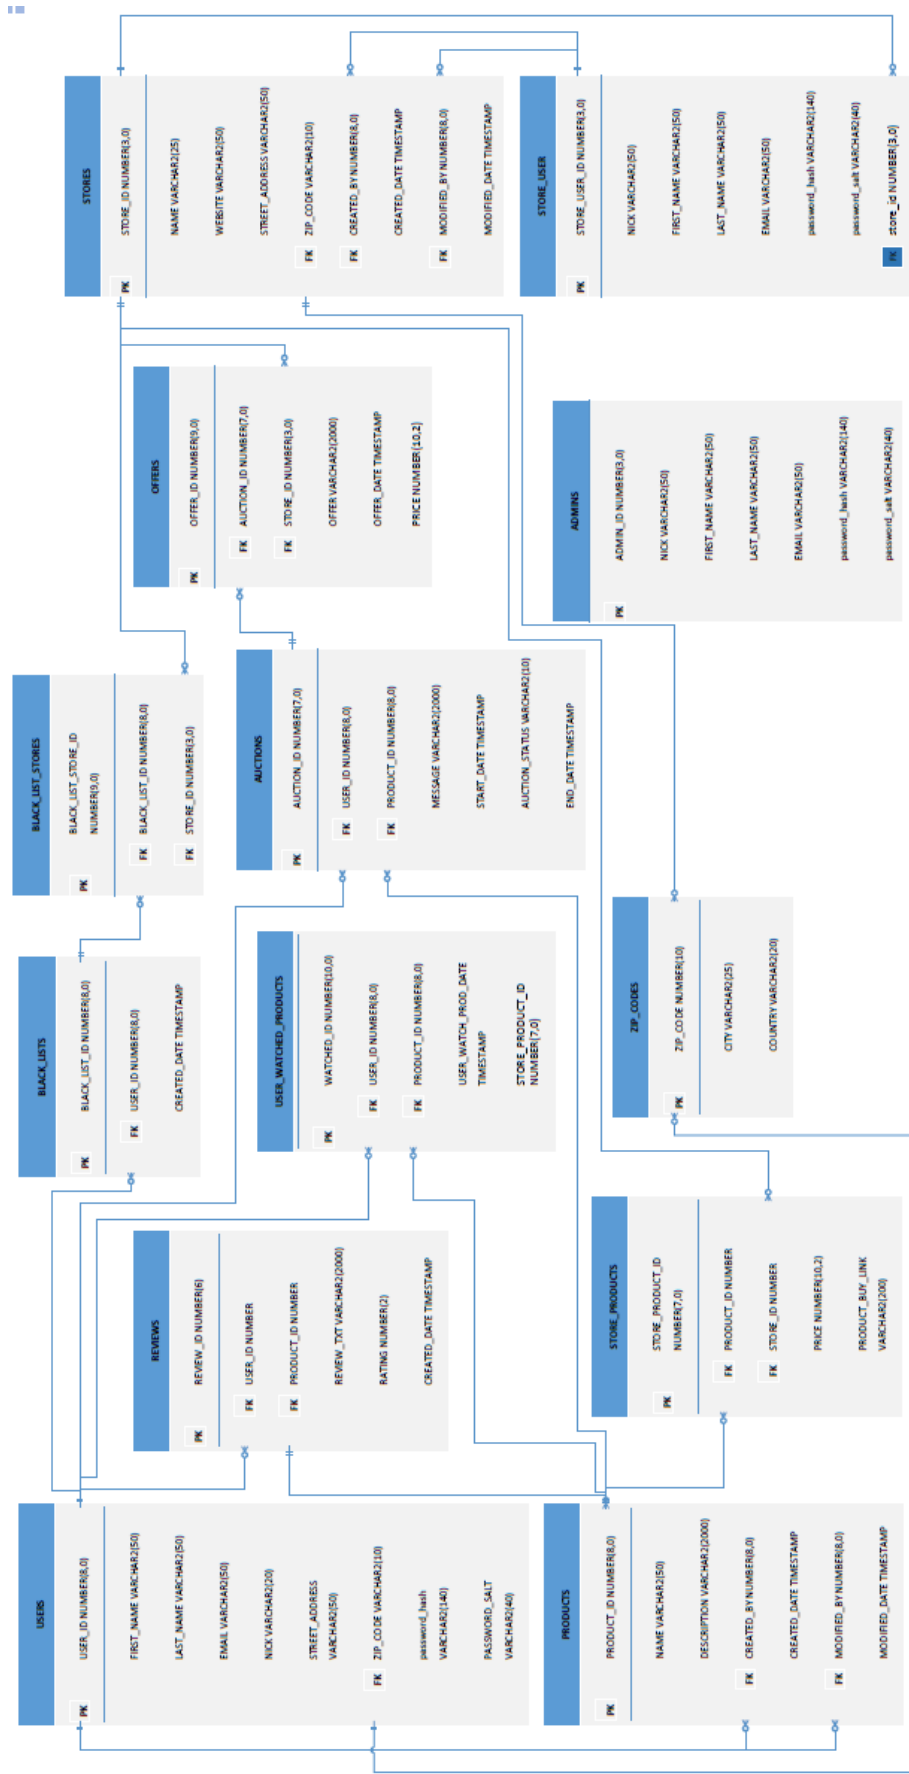 USERS
PK
USER_ID NUMBER(8,0)
FIRST_NAME VARCHAR2(50)
LAST_NAME VARCHAR2(50)
EMAIL VARCHAR2(50)
NICK VARCHAR2(20)
STREET_ADDRESS
VARCHAR2(50)
FK
ZIP_CODE VARCHAR2(10)
password_hash
VARCHAR2(140)
PASSWORD_SALT
VARCHAR2(40)
BLACK_LISTS
PK
BLACK_LIST_ID NUMBER(8,0)
FK
USER_ID NUMBER(8,0)
CREATED_DATE TIMESTAMP
BLACK_LIST_STORES
PK
BLACK_LIST_STORE_ID
NUMBER(9,0)
FK
BLACK_LIST_ID NUMBER(8,0)
FK
STORE_ID NUMBER(3,0)
STORES
PK
STORE_ID NUMBER(3,0)
NAME VARCHAR2(25)
WEBSITE VARCHAR2(50)
STREET_ADDRESS VARCHAR2(50)
FK
ZIP_CODE VARCHAR2(10)
FK
CREATED_BY NUMBER(8,0)
CREATED_DATE TIMESTAMP
FK
MODIFIED_BY NUMBER(8,0)
MODIFIED_DATE TIMESTAMP
REVIEWS
PK
REVIEW_ID NUMBER(6)
FK
USER_ID NUMBER
FK
PRODUCT_ID NUMBER
REVIEW_TXT VARCHAR2(2000)
RATING NUMBER(2)
CREATED_DATE TIMESTAMP
OFFERS
PK
OFFER_ID NUMBER(9,0)
FK
AUCTION_ID NUMBER(7,0)
FK
STORE_ID NUMBER(3,0)
OFFER VARCHAR2(2000)
OFFER_DATE TIMESTAMP
PRICE NUMBER(10,2)
USER_WATCHED_PRODUCTS
PK
WATCHED_ID NUMBER(10,0)
FK
USER_ID NUMBER(8,0)
FK
PRODUCT_ID NUMBER(8,0)
USER_WATCH_PROD_DATE
TIMESTAMP
STORE_PRODUCT_ID
NUMBER(7,0)
AUCTIONS
PK
AUCTION_ID NUMBER(7,0)
FK
USER_ID NUMBER(8,0)
FK
PRODUCT_ID NUMBER(8,0)
MESSAGE VARCHAR2(2000)
START_DATE TIMESTAMP
AUCTION_STATUS VARCHAR2(10)
END_DATE TIMESTAMP
PRODUCTS
PK
PRODUCT_ID NUMBER(8,0)
NAME VARCHAR2(50)
DESCRIPTION VARCHAR2(2000)
FK
CREATED_BY NUMBER(8,0)
CREATED_DATE TIMESTAMP
FK
MODIFIED_BY NUMBER(8,0)
MODIFIED_DATE TIMESTAMP
STORE_PRODUCTS
PK
STORE_PRODUCT_ID
NUMBER(7,0)
FK
PRODUCT_ID NUMBER
FK
STORE_ID NUMBER
PRICE NUMBER(10,2)
PRODUCT_BUY_LINK
VARCHAR2(200)
ZIP_CODES
PK
ZIP_CODE NUMBER(10)
CITY VARCHAR2(25)
COUNTRY VARCHAR2(20)
ADMINS
PK
ADMIN_ID NUMBER(3,0)
NICK VARCHAR2(50)
FIRST_NAME VARCHAR2(50)
LAST_NAME VARCHAR2(50)
EMAIL VARCHAR2(50)
password_hash VARCHAR2(140)
password_salt VARCHAR2(40)
STORE_USER
PK
STORE_USER_ID NUMBER(3,0)
NICK VARCHAR2(50)
FIRST_NAME VARCHAR2(50)
LAST_NAME VARCHAR2(50)
EMAIL VARCHAR2(50)
password_hash VARCHAR2(140)
password_salt VARCHAR2(40)
FK
store_id NUMBER(3,0)